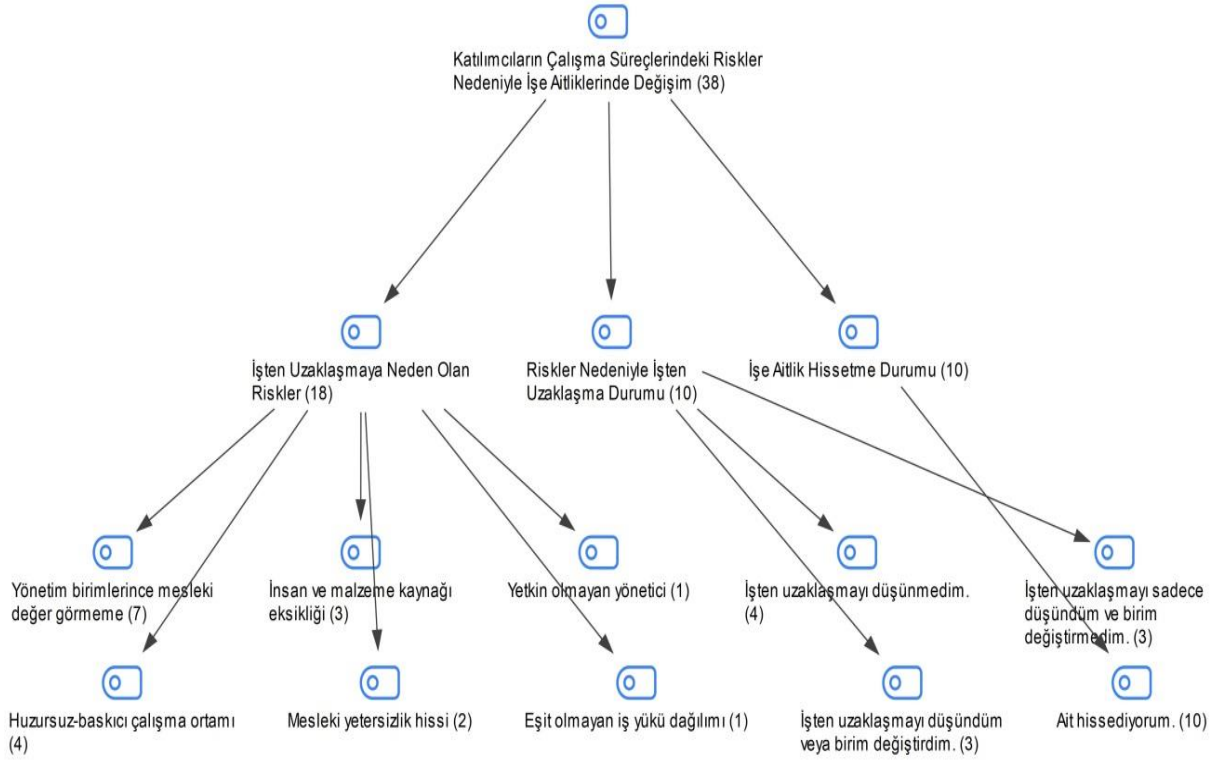 Katılımcıların Çalışma Süreçlerindeki Riskler
Nedeniyle İşe Aitliklerinde Değişim (38)
İşten Uzaklaşmaya Neden Olan
Riskler (18)
Riskler Nedeniyle İşten
Uzaklaşma Durumu (10)
İşe Aitlik Hissetme Durumu (10)
Yönetim birimlerince mesleki
değer görmeme (7)
İnsan ve malzeme kaynağı
eksikliği (3)
Yetkin olmayan yönetici (1)
İşten uzaklaşmayı düşünmedim.
(4)
İşten uzaklaşmayı sadece
düşündüm ve birim
değiştirmedim. (3)
Huzursuz-baskıcı çalışma ortamı
(4)
Mesleki yetersizlik hissi (2)
Eşit olmayan iş yükü dağılımı (1)
İşten uzaklaşmayı düşündüm
veya birim değiştirdim. (3)
Ait hissediyorum. (10)